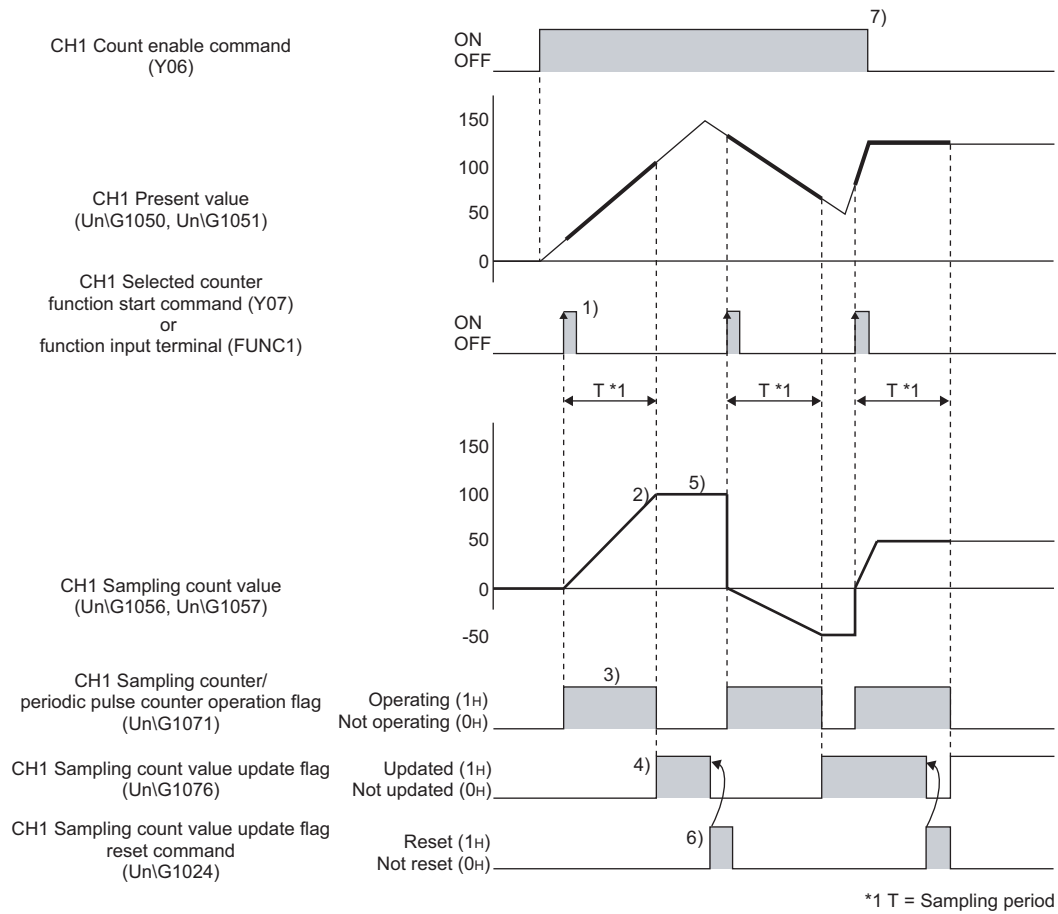 7)
CH1 Count enable command
(Y06)
ON
OFF
150
100
50
0
CH1 Present value
(Un\G1050, Un\G1051)
CH1 Selected counter
function start command (Y07)
or
function input terminal (FUNC1)
ON
OFF
1)
T *1
T *1
T *1
150
100
50
0
-50
2)
5)
CH1 Sampling count value
(Un\G1056, Un\G1057)
CH1 Sampling counter/
periodic pulse counter operation flag
(Un\G1071)
Operating (1H)
Not operating (0H)
3)
CH1 Sampling count value update flag
(Un\G1076)
Updated (1H)
Not updated (0H)
4)
CH1 Sampling count value update flag
reset command
(Un\G1024)
Reset (1H)
Not reset (0H)
6)
*1 T = Sampling period